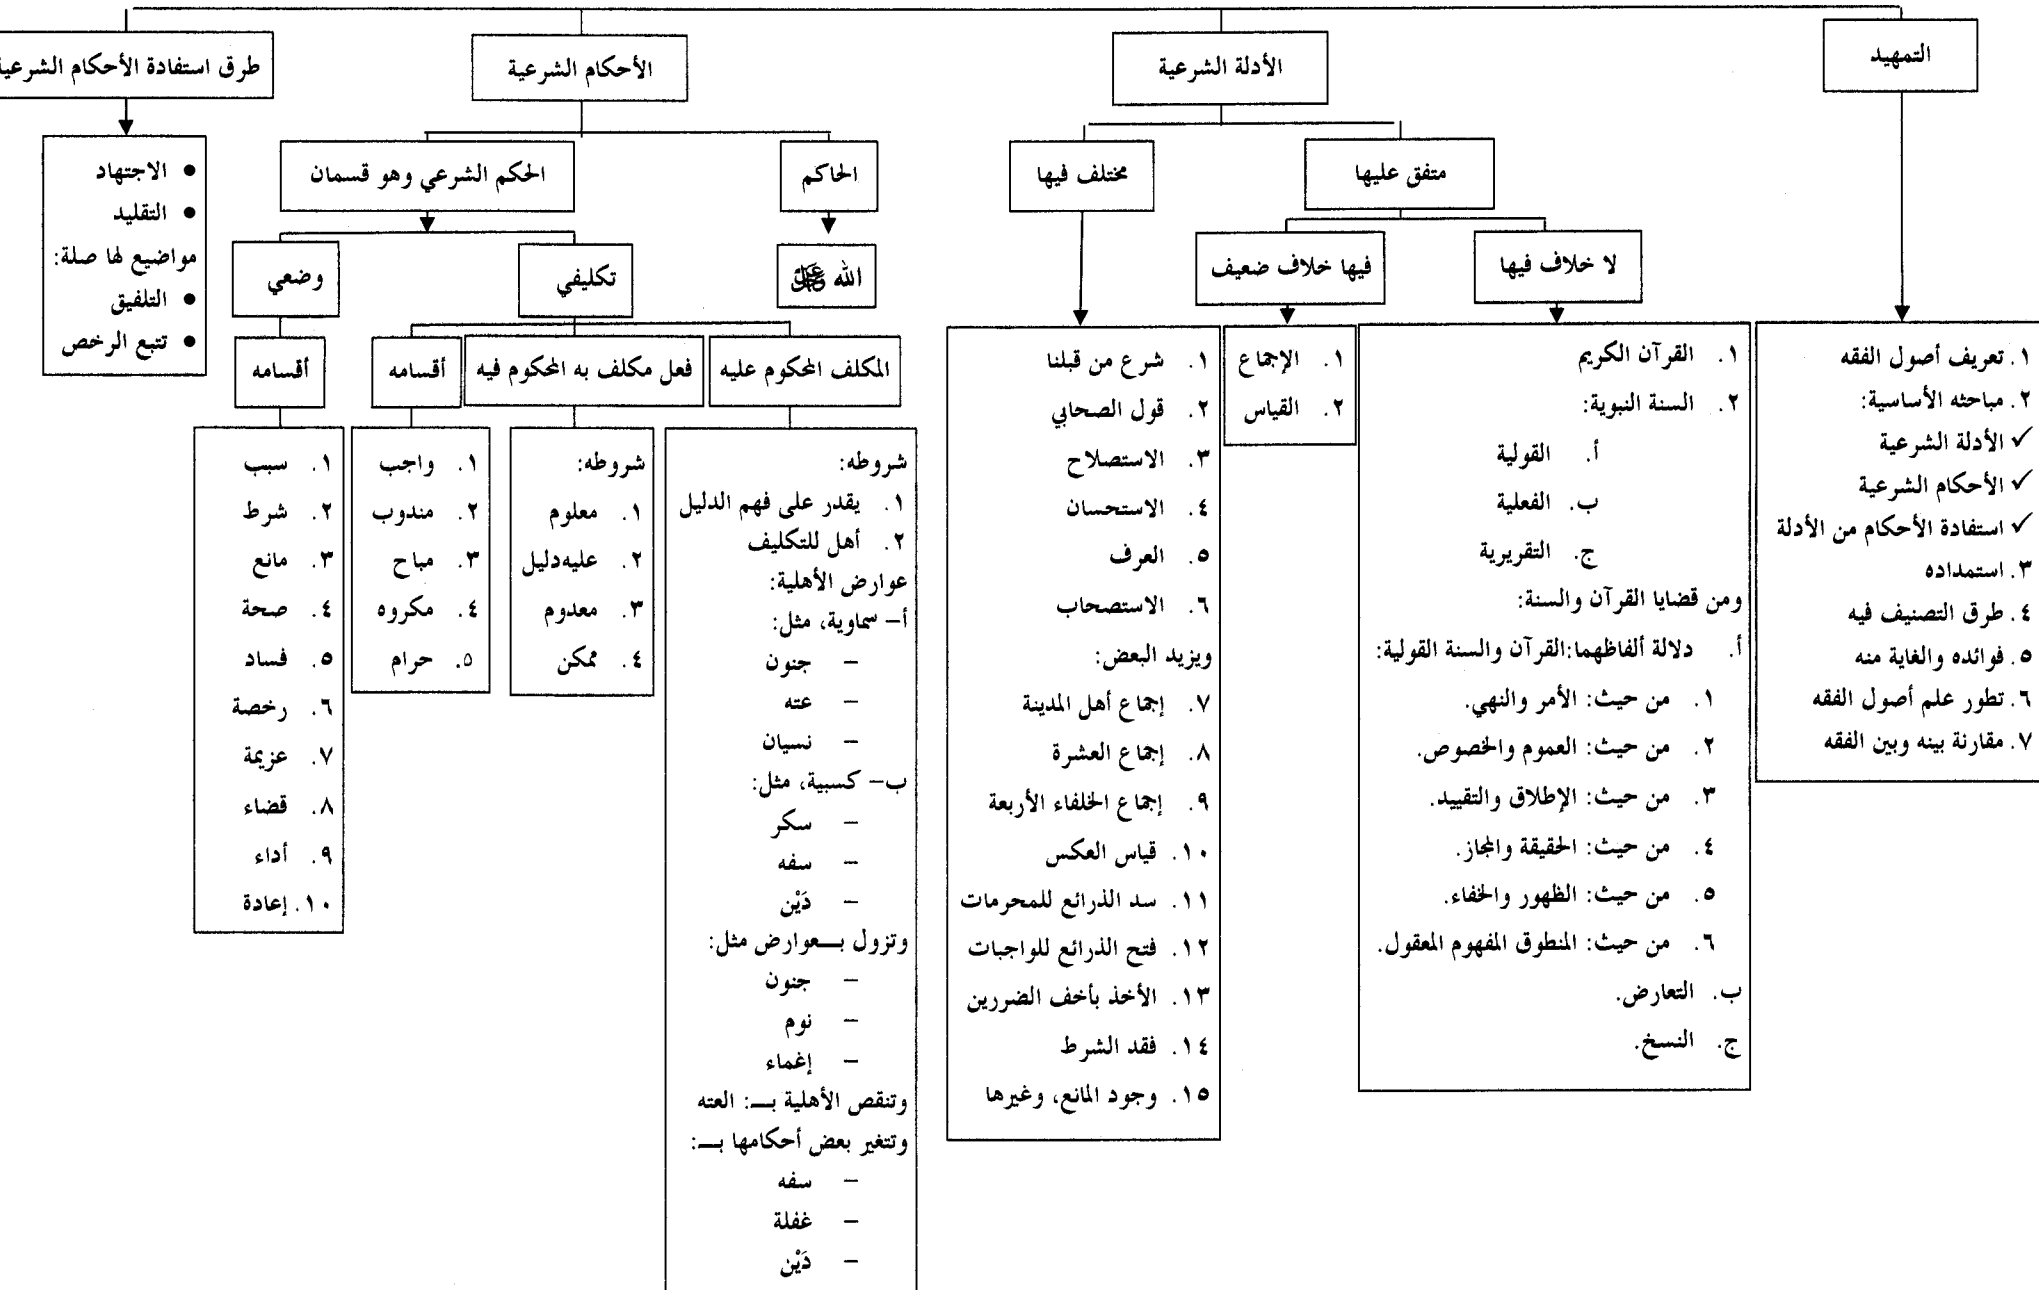 التمهيد
١. تعريف أصول الفقه
٢. مباحثه الأساسية:
✓ الأدلة الشرعية
✓ الأحكام الشرعية
✓ استفادة الأحكام من الأدلة
٣. استمداده
٤. طرق التصنيف فيه
٥. فوائده والغاية منه
٦. تطور علم أصول الفقه
٧. مقارنة بينه وبين الفقه
الأدلة الشرعية
متفق عليها
لا خلاف فيها
١. القرآن الكريم
٢. السنة النبوية:
أ. القولية
ب. الفعلية
ج. التقريرية
ومن قضايا القرآن والسنة:
أ. دلالة ألفاظهما:القرآن والسنة القولية:
١. من حيث: الأمر والنهي.
٢. من حيث: العموم والخصوص.
٣. من حيث: الإطلاق والتقييد.
٤. من حيث: الحقيقة والمجاز.
٥. من حيث: الظهور والخفاء.
٦. من حيث: المنطوق المفهوم المعقول.
ب. التعارض.
ج. النسخ.
فيها خلاف ضعيف
١. الإجماع
٢. القياس
مختلف فيها
١. شرع من قبلنا
٢. قول الصحابي
٣. الاستصلاح
٤. الاستحسان
٥. العرف
٦. الاستصحاب
ويزيد البعض:
٧. إجماع أهل المدينة
٨. إجماع العشرة
٩. إجماع الخلفاء الأربعة
١٠. قياس العكس
١١. سد الذرائع للمحرمات
١٢. فتح الذرائع للواجبات
١٣. الأخذ بأخف الضررين
١٤. فقد الشرط
١٥. وجود المانع، وغيرها
الأحكام الشرعية
الحاكم
الله عز وجل
الحكم الشرعي وهو قسمان
تكليفي
المكلف المحكوم عليه
شروطه:
١. يقدر على فهم الدليل
٢. أهل للتكليف
عوارض الأهلية:
أ– سماوية، مثل:
– جنون
– عته
– نسيان
ب– كسبية، مثل:
– سكر
– سفه
– دَيْن
وتزول بــعوارض مثل:
– جنون
– نوم
– إغماء
وتنقص الأهلية بــ: العته
وتتغير بعض أحكامها بــ:
– سفه
– غفلة
– دَيْن
فعل مكلف به المحكوم فيه
شروطه:
١. معلوم
٢. عليه‌دليل
٣. معدوم
٤. ممكن
أقسامه
١. واجب
٢. مندوب
٣. مباح
٤. مكروه
٥. حرام
وضعي
أقسامه
١. سبب
٢. شرط
٣. مانع
٤. صحة
٥. فساد
٦. رخصة
٧. عزيمة
٨. قضاء
٩. أداء
١٠. إعادة
طرق استفادة الأحكام الشرعية
• الاجتهاد
• التقليد
مواضيع لها صلة:
• التلفيق
• تتبع الرخص